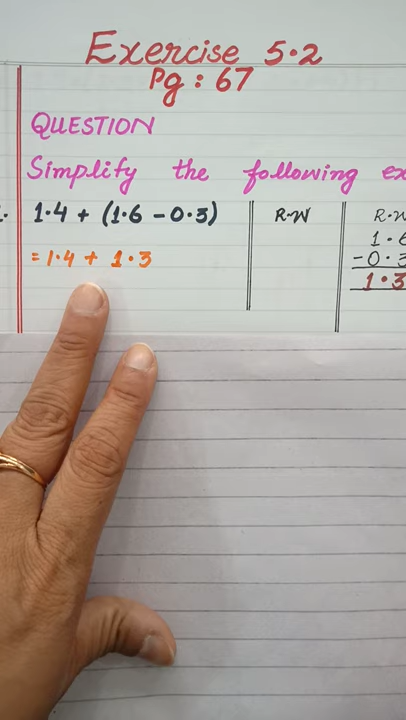 Exercise 5.2
Pg : 67
QUESTION
Simplify the following
1.4 + (1.6 - 0.3)
= 1.4 + 1.3
R.W
R.W
1.6
- 0.3
1.3